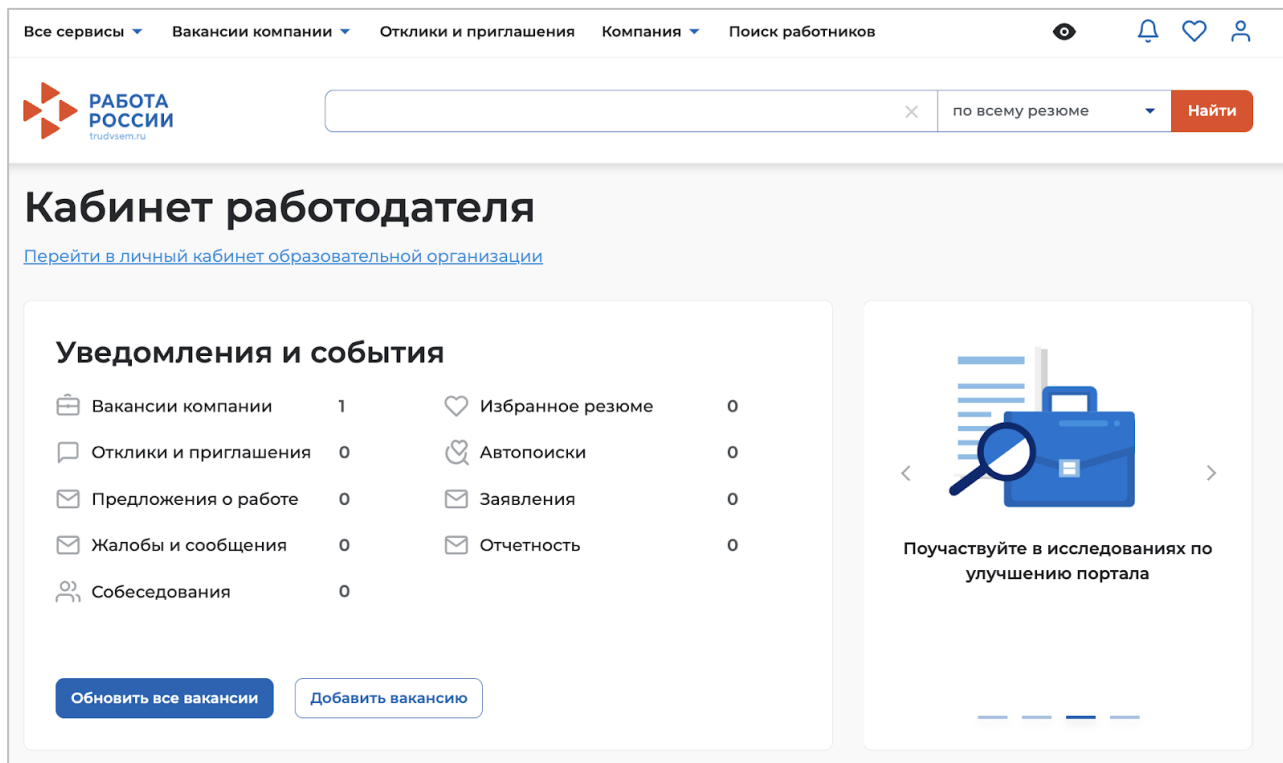 Все сервисы Вакансии компании Отклики и приглашения Компания Поиск работников
РАБОТА
РОССИИ
trudvsem.ru
по всему резюме Найти
Кабинет работодателя
Перейти в личный кабинет образовательной организации
Уведомления и события
Вакансии компании 1 Избранное резюме 0
Отклики и приглашения 0 Автопоиски 0
Предложения о работе 0 Заявления 0
Жалобы и сообщения 0 Отчетность 0
Собеседования 0
Обновить все вакансии Добавить вакансию
Поучаствуйте в исследованиях по
улучшению портала